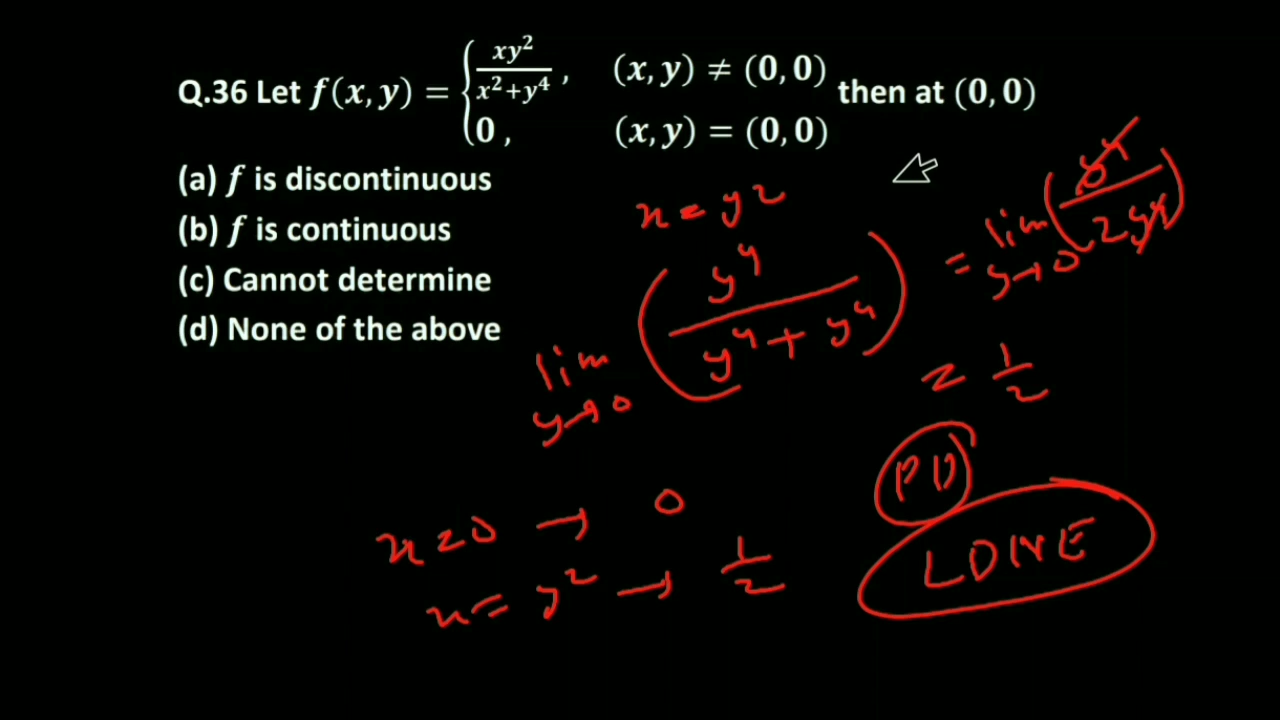 Q.36 Let f(x, y) = { xy²/x²+y⁴ , (x, y) ≠ (0, 0)
0 , (x, y) = (0, 0) then at (0, 0)
(a) f is discontinuous
(b) f is continuous
(c) Cannot determine
(d) None of the above
x = y²
lim y→0 (y⁴/y⁴ + y⁴) = lim y→0 (y⁴/2y⁴)
= 1/2
x = 0 → 0
x = y² → 1/2
PD
LDNE